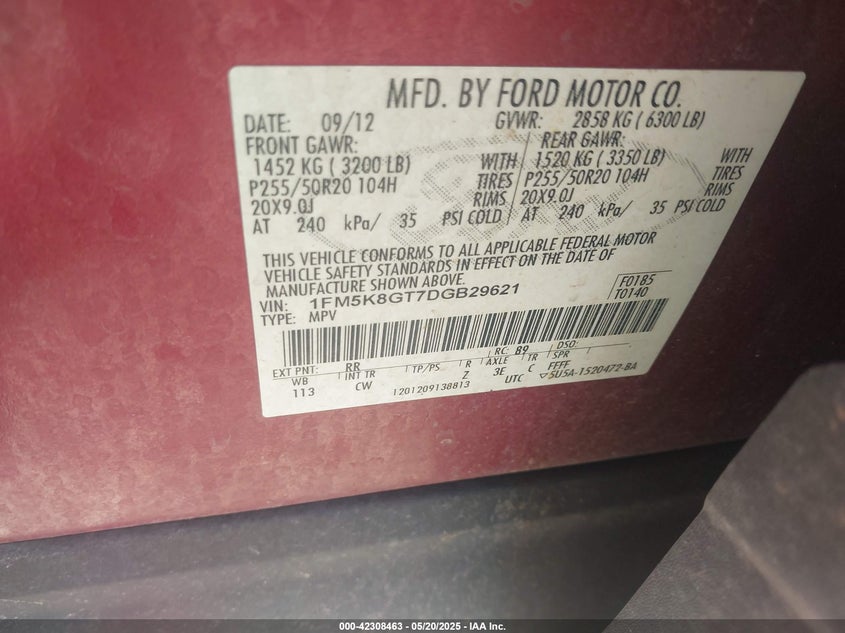 MFD. BY FORD MOTOR CO.
DATE: 09/12 GVWR: 2858 KG ( 6300 LB)
FRONT GAWR: REAR GAWR:
1452 KG ( 3200 LB) WITH 1520 KG ( 3350 LB) WITH
P255/50R20 104H TIRES P255/50R20 104H TIRES
20X9.0J RIMS 20X9.0J RIMS
AT 240 kPa/ 35 PSI COLD AT 240 kPa/ 35 PSI COLD
THIS VEHICLE CONFORMS TO ALL APPLICABLE FEDERAL MOTOR
VEHICLE SAFETY STANDARDS IN EFFECT ON THE DATE OF
MANUFACTURE SHOWN ABOVE.
VIN: 1FM5K8GT7DGB29621 F0185
TYPE: MPV T0140
EXT PNT: RR RC: B9 DSO:
WB INT TR TP/PS R AXLE TR SPR
113 CW Z 3E C FFFF
1201209138813 UTC ▽5U5A-1520472-BA
000-42308463 - 05/20/2025 - IAA Inc.